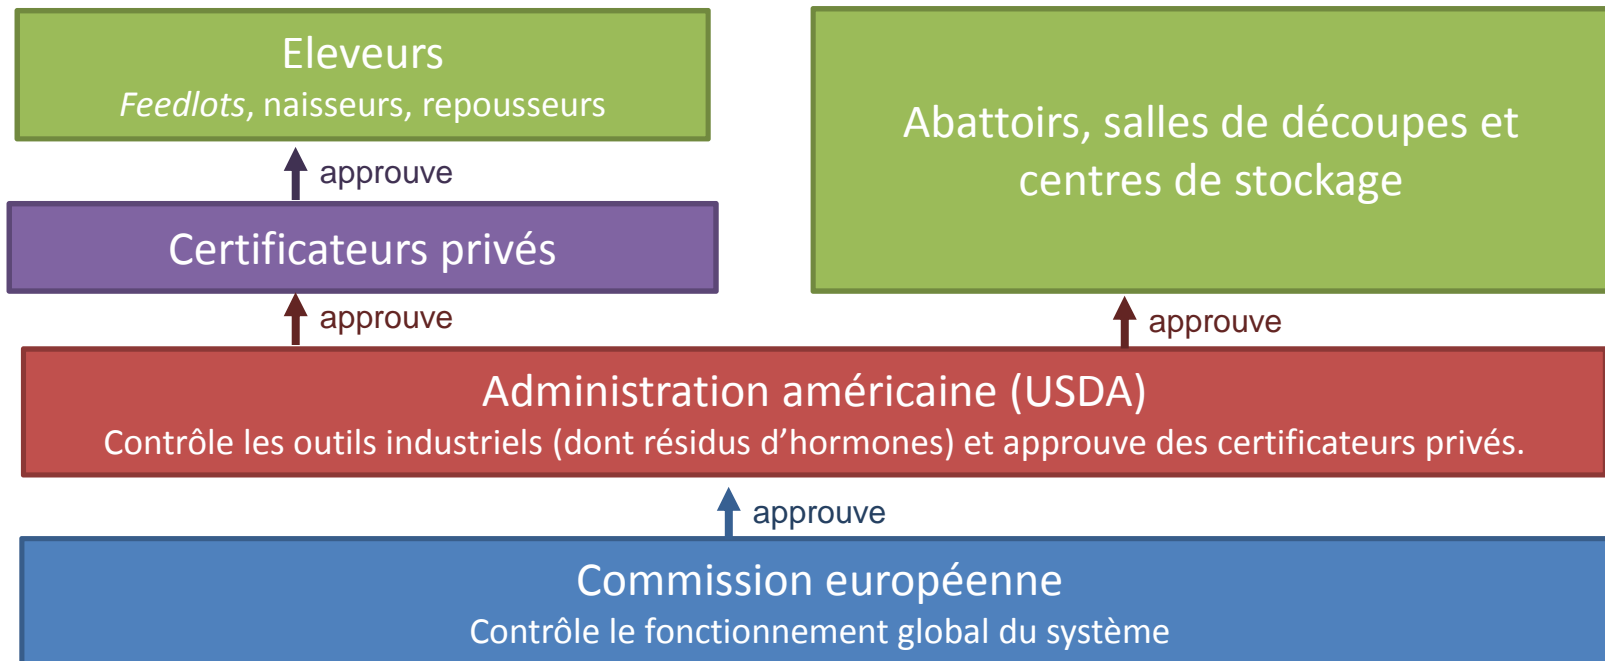 Eleveurs
Feedlots, naisseurs, repousseurs
Abattoirs, salles de découpes et
centres de stockage
approuve
Certificateurs privés
approuve
approuve
Administration américaine (USDA)
Contrôle les outils industriels (dont résidus d’hormones) et approuve des certificateurs privés.
approuve
Commission européenne
Contrôle le fonctionnement global du système